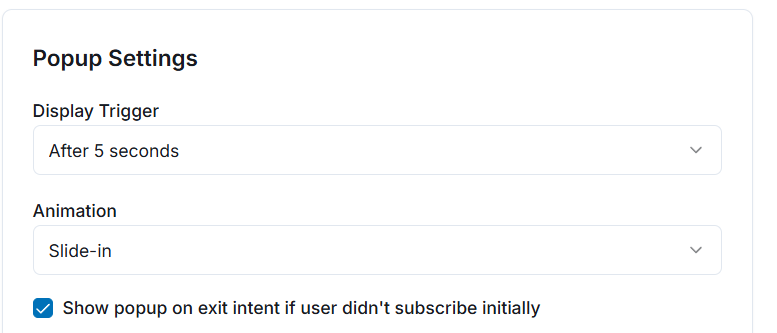 Popup Settings
Display Trigger
After 5 seconds
Animation
Slide-in
Show popup on exit intent if user didn't subscribe initially